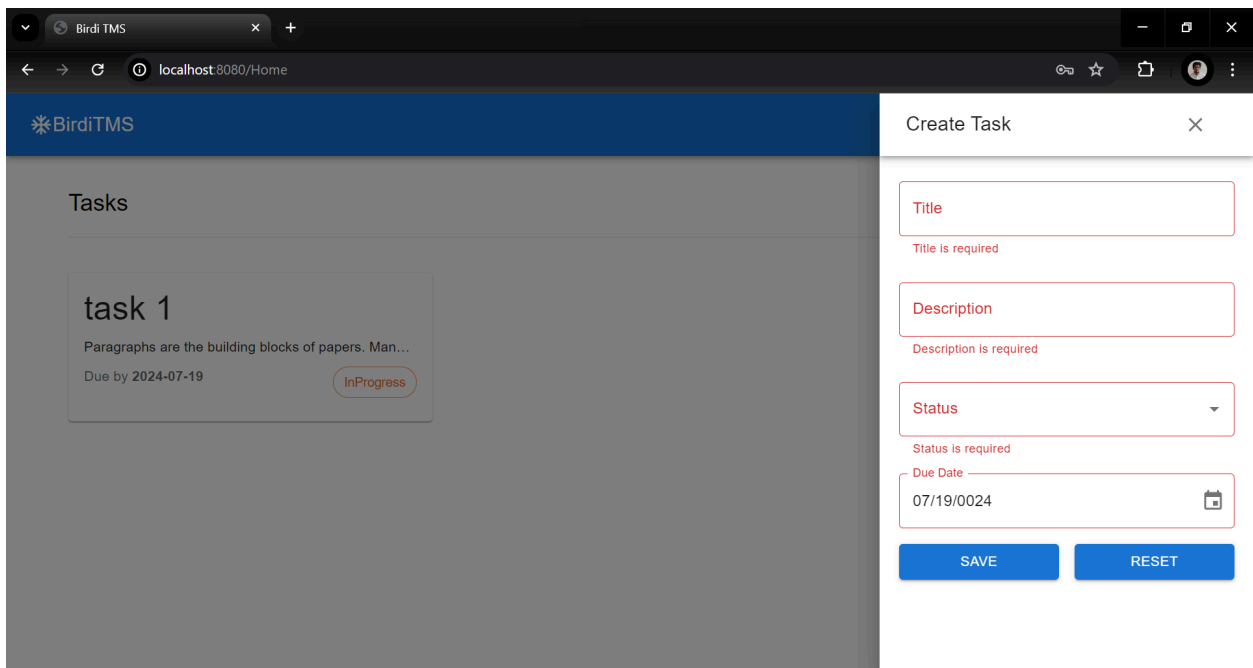 Birdi TMS
localhost:8080/Home
BirdiTMS
Tasks
task 1
Paragraphs are the building blocks of papers. Man...
Due by 2024-07-19
InProgress
Create Task
Title
Title is required
Description
Description is required
Status
Status is required
Due Date
07/19/0024
SAVE
RESET